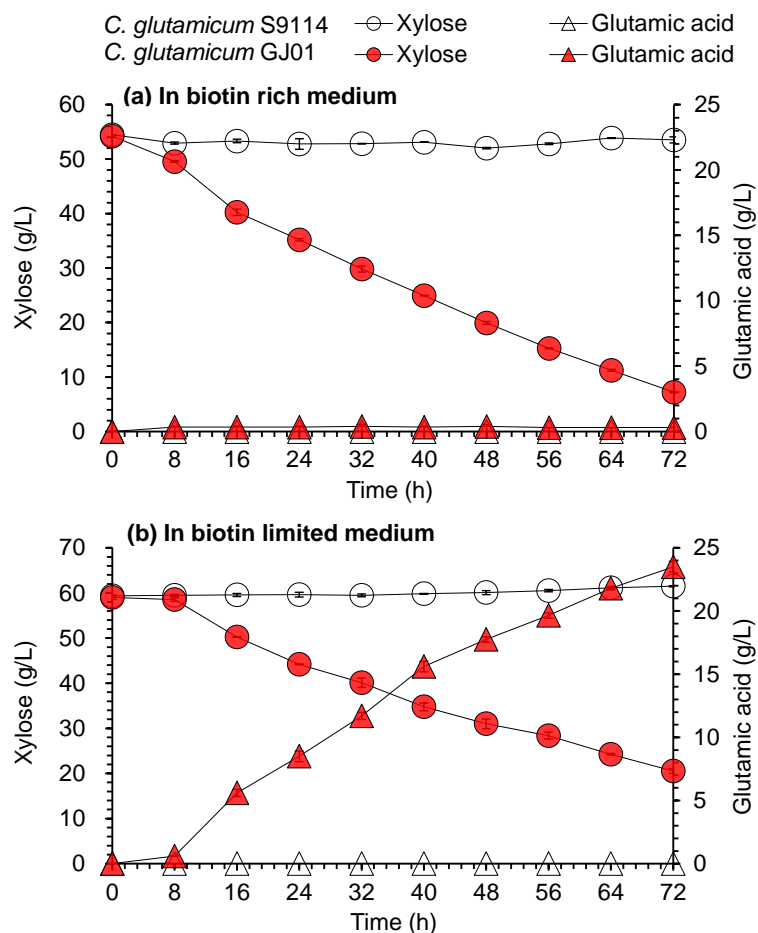 C. glutamicum S9114 Xylose Glutamic acid
C. glutamicum GJ01 Xylose Glutamic acid
(a) In biotin rich medium
60 25
50 20
40 15
30 10
20 5
10 0
0
Xylose (g/L)
Glutamic acid (g/L)
0 8 16 24 32 40 48 56 64 72
Time (h)
(b) In biotin limited medium
70 25
60 20
50 15
40 10
30 5
20 0
10
0
Xylose (g/L)
Glutamic acid (g/L)
0 8 16 24 32 40 48 56 64 72
Time (h)